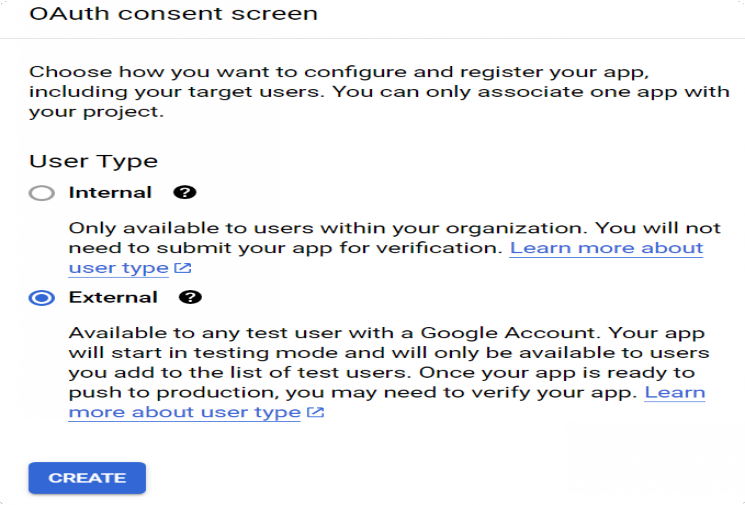 OAuth consent screen
Choose how you want to configure and register your app,
including your target users. You can only associate one app with
your project.
User Type
Internal ?
Only available to users within your organization. You will not
need to submit your app for verification. Learn more about
user type
External ?
Available to any test user with a Google Account. Your app
will start in testing mode and will only be available to users
you add to the list of test users. Once your app is ready to
push to production, you may need to verify your app. Learn
more about user type
CREATE